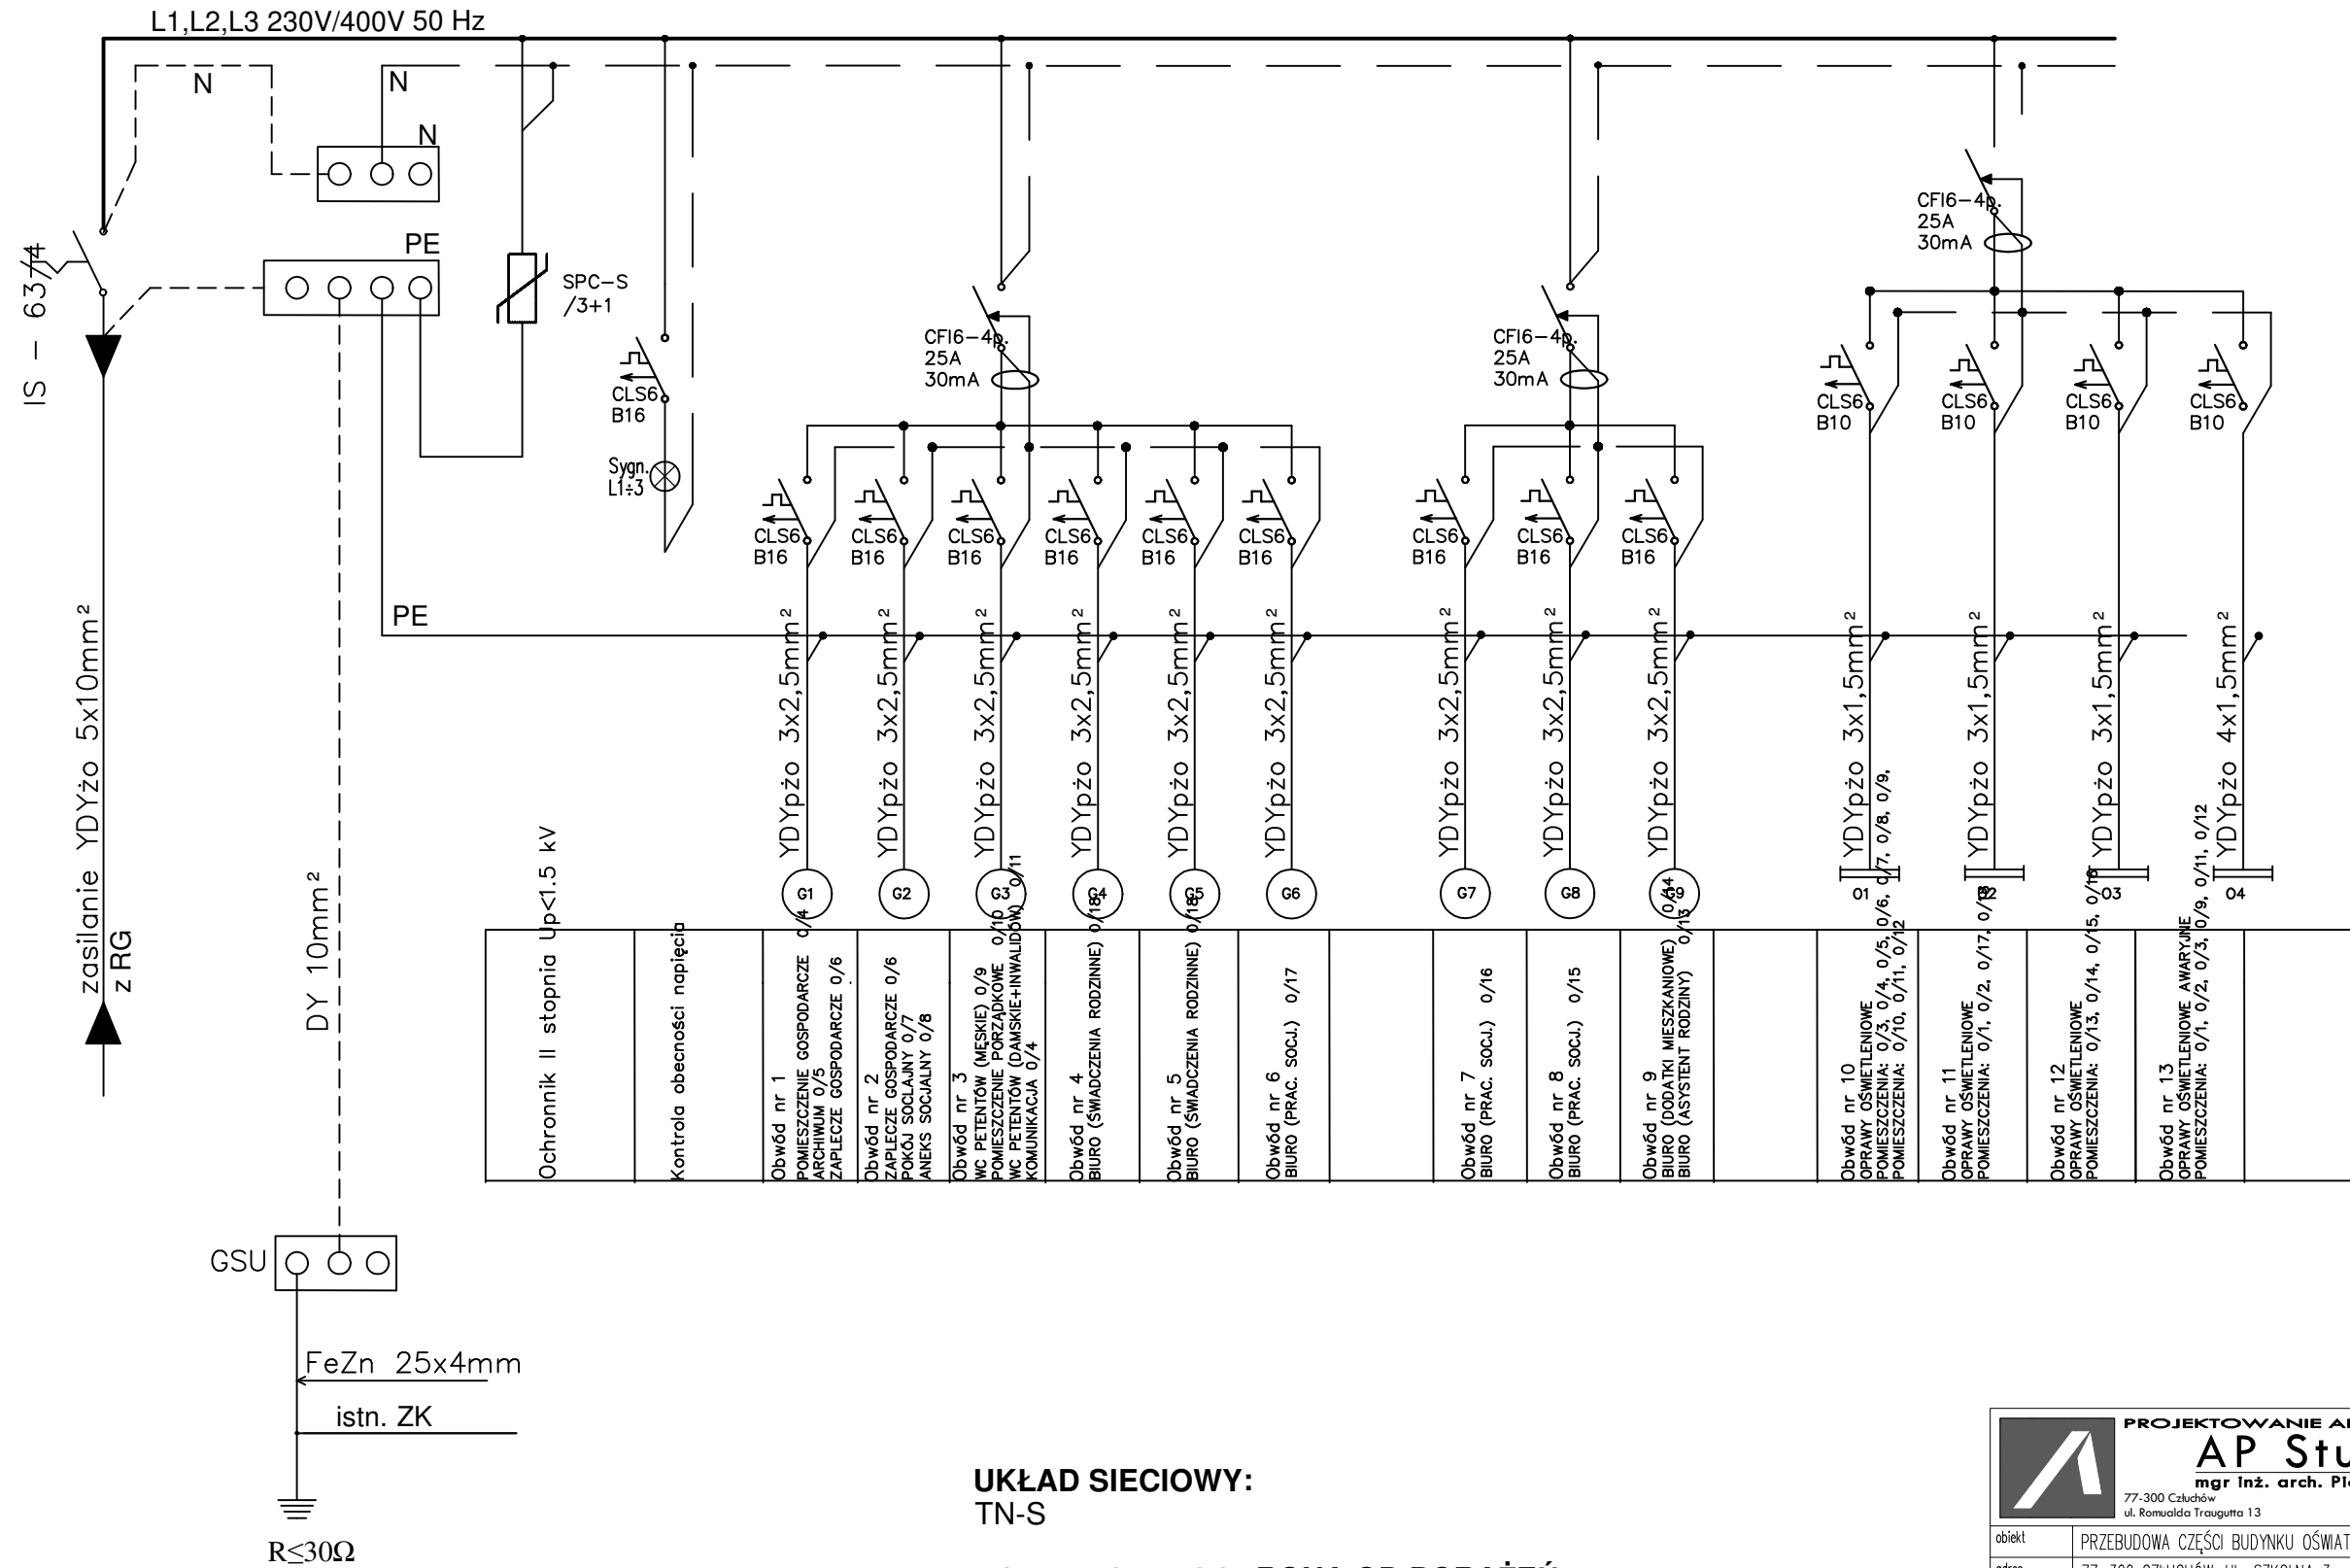 L1,L2,L3 230V/400V 50 Hz
N
N
N
PE
IS - 63/4
SPC-S
/3+1
CLS6
B16
Sygn.
L1÷3
CFI6-4p.
25A
30mA
CFI6-4p.
25A
30mA
CFI6-4p.
25A
30mA
CLS6
B16
CLS6
B16
CLS6
B16
CLS6
B16
CLS6
B16
CLS6
B16
CLS6
B16
CLS6
B16
CLS6
B16
CLS6
B10
CLS6
B10
CLS6
B10
CLS6
B10
PE
zasilanie YDYżo 5x10mm²
z RG
DY 10mm²
YDYpżo 3x2,5mm²
YDYpżo 3x2,5mm²
YDYpżo 3x2,5mm²
YDYpżo 3x2,5mm²
YDYpżo 3x2,5mm²
YDYpżo 3x2,5mm²
YDYpżo 3x2,5mm²
YDYpżo 3x2,5mm²
YDYpżo 3x2,5mm²
YDYpżo 3x1,5mm²
YDYpżo 3x1,5mm²
YDYpżo 3x1,5mm²
YDYpżo 4x1,5mm²
G1
G2
G3
G4
G5
G6
G7
G8
G9
O1
O2
O3
O4
Ochronnik II stopnia Up<1.5 kV
Kontrola obecności napięcia
Obwód nr 1
POMIESZCZENIE GOSPODARCZE 0/4
ARCHIWUM 0/5
ZAPLECZE GOSPODARCZE 0/6
Obwód nr 2
ZAPLECZE GOSPODARCZE 0/6
POKÓJ SOCLAJNY 0/7
ANEKS SOCJALNY 0/8
Obwód nr 3
WC PETENTÓW (MĘSKIE) 0/9
POMIESZCZENIE PORZĄDKOWE 0/10
WC PETENTÓW (DAMSKIE+INWALIDÓW) 0/11
KOMUNIKACJA 0/4
Obwód nr 4
BIURO (ŚWIADCZENIA RODZINNE) 0/18
Obwód nr 5
BIURO (ŚWIADCZENIA RODZINNE) 0/18
Obwód nr 6
BIURO (PRAC. SOCJ.) 0/17
Obwód nr 7
BIURO (PRAC. SOCJ.) 0/16
Obwód nr 8
BIURO (PRAC. SOCJ.) 0/15
Obwód nr 9
BIURO (DODATKI MIESZKANIOWE) 0/14
BIURO (ASYSTENT RODZINY) 0/13
Obwód nr 10
OPRAWY OŚWIETLENIOWE
POMIESZCZENIA: 0/3, 0/4, 0/5, 0/6, 0/7, 0/8, 0/9,
POMIESZCZENIA: 0/10, 0/11, 0/12
Obwód nr 11
OPRAWY OŚWIETLENIOWE
POMIESZCZENIA: 0/1, 0/2, 0/17, 0/18
Obwód nr 12
OPRAWY OŚWIETLENIOWE
POMIESZCZENIA: 0/13, 0/14, 0/15, 0/16
Obwód nr 13
OPRAWY OŚWIETLENIOWE AWARYJNE
POMIESZCZENIA: 0/1, 0/2, 0/3, 0/9, 0/11, 0/12
GSU
FeZn 25x4mm
istn. ZK
R≤30Ω
UKŁAD SIECIOWY:
TN-S
PROJEKTOWANIE
AP Stu
mgr inż. arch.
77-300 Człuchów
ul. Romualda Traugutta 13
obiekt
PRZEBUDOWA CZĘŚCI BUDYNKU OŚWIAT